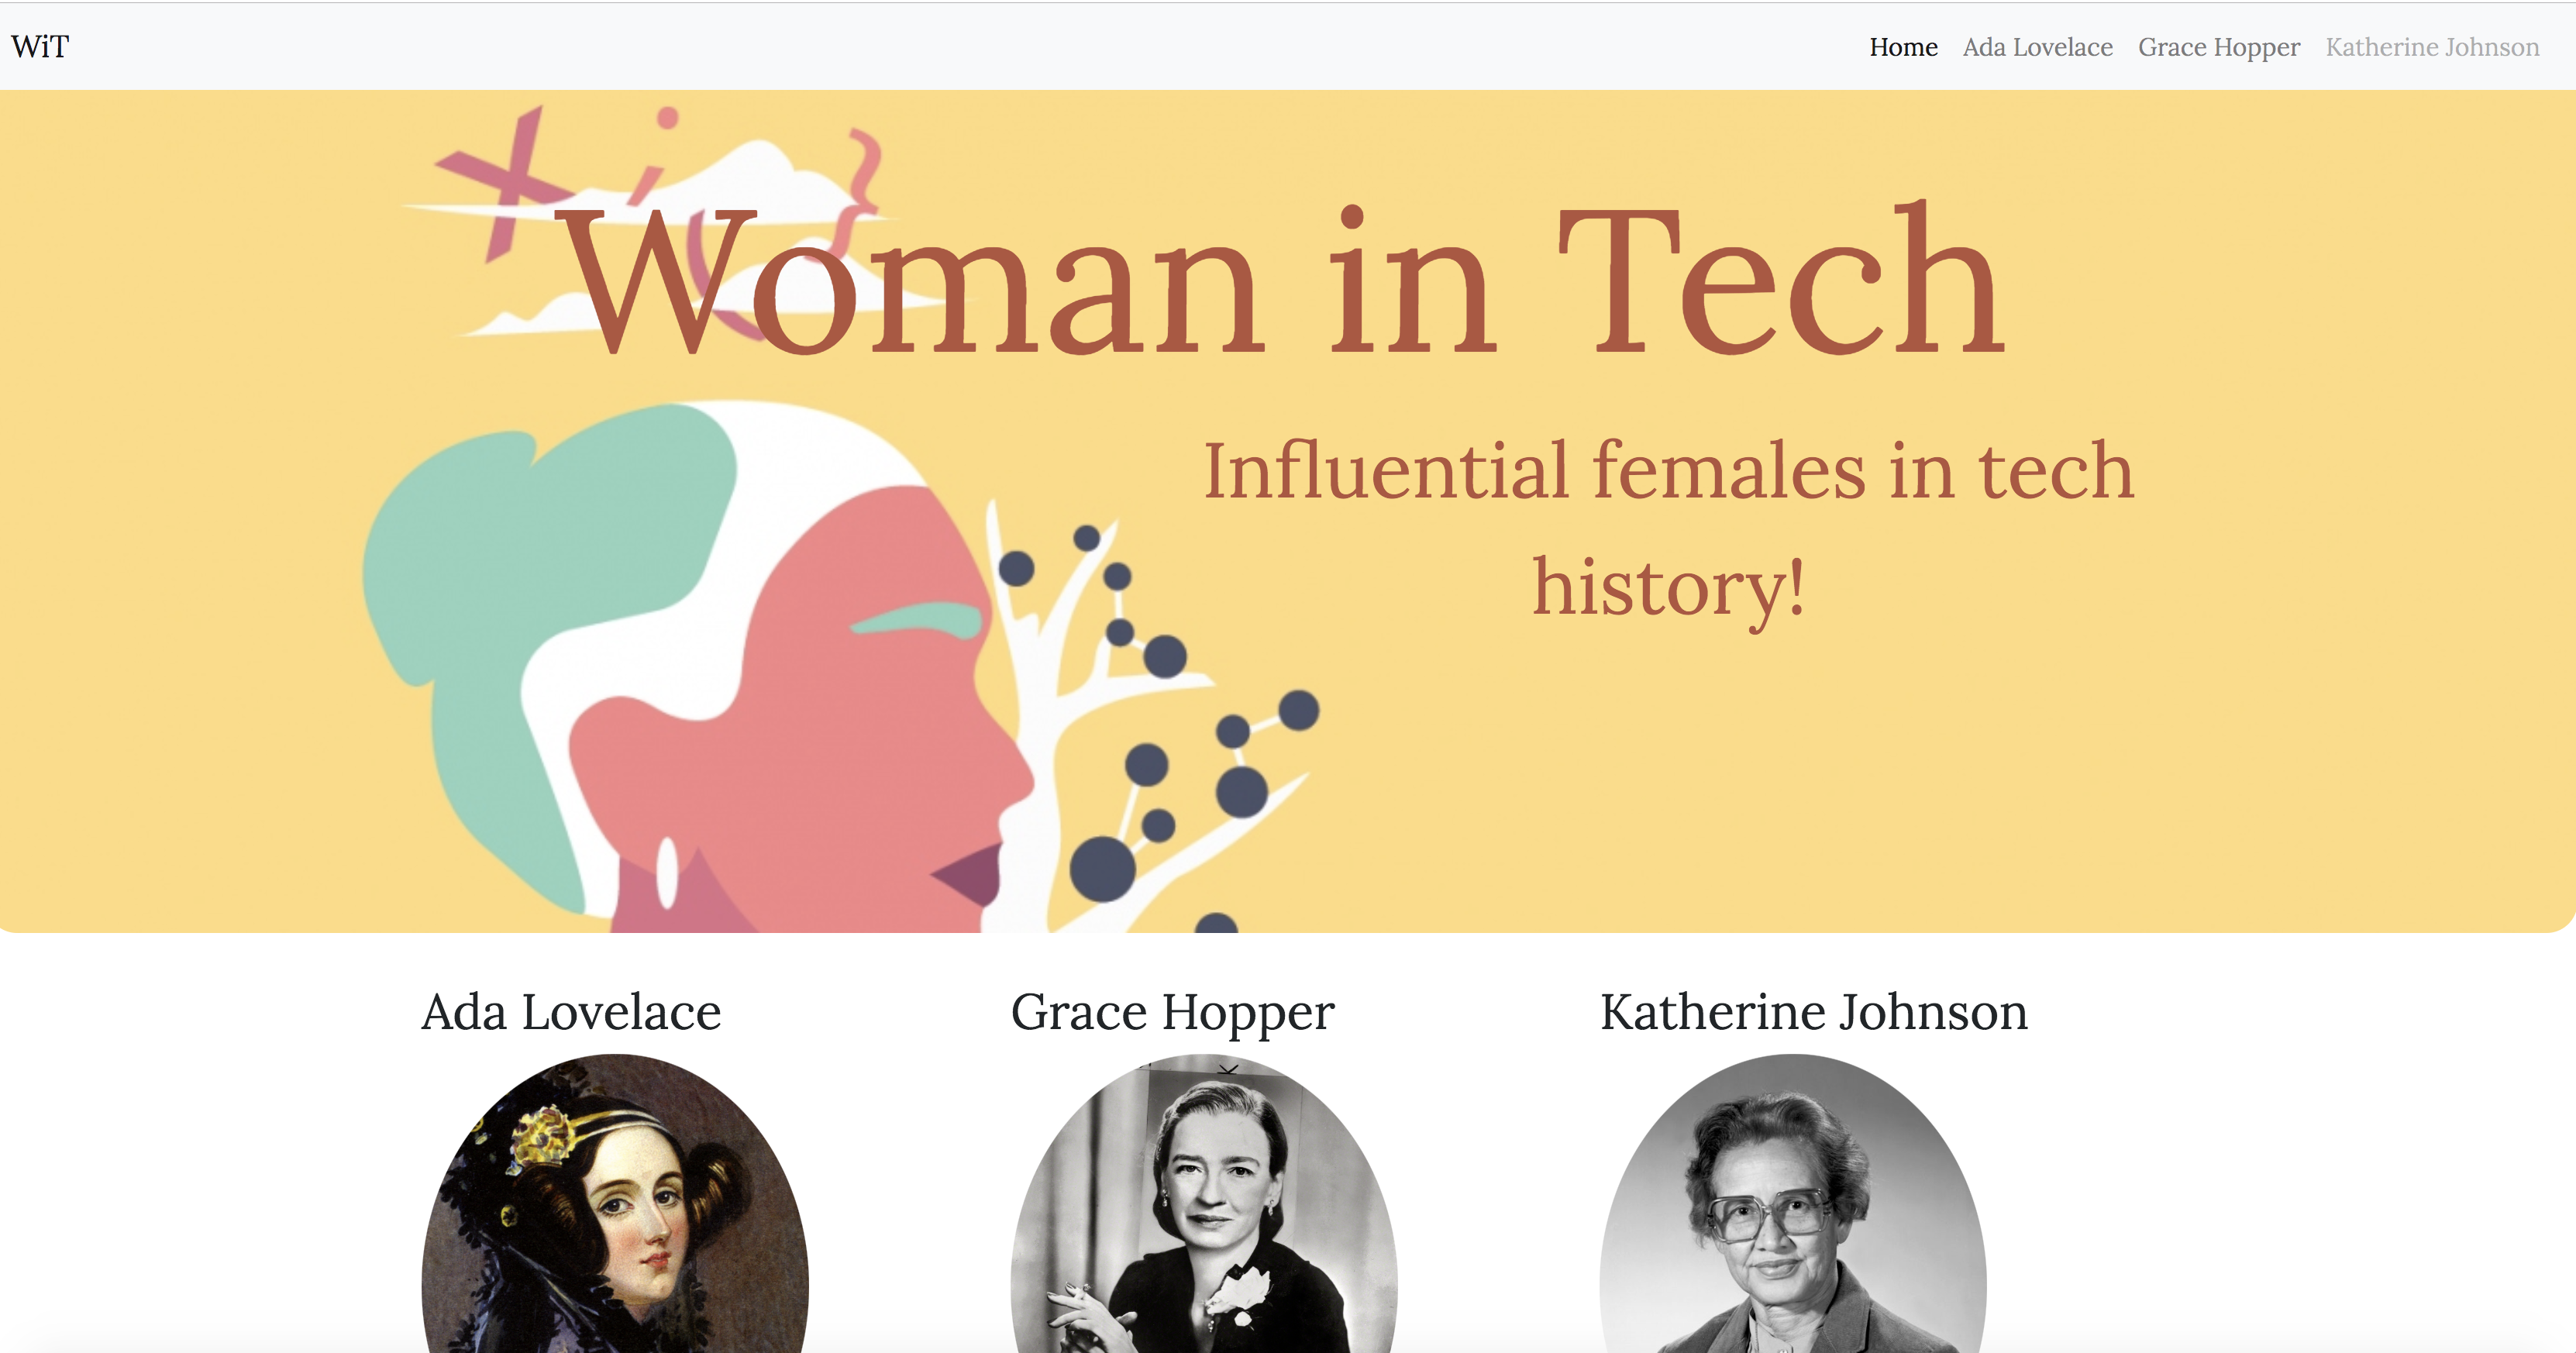 WiT
Home Ada Lovelace Grace Hopper Katherine Johnson
Woman in Tech
Influential females in tech
history!
Ada Lovelace
Grace Hopper
Katherine Johnson